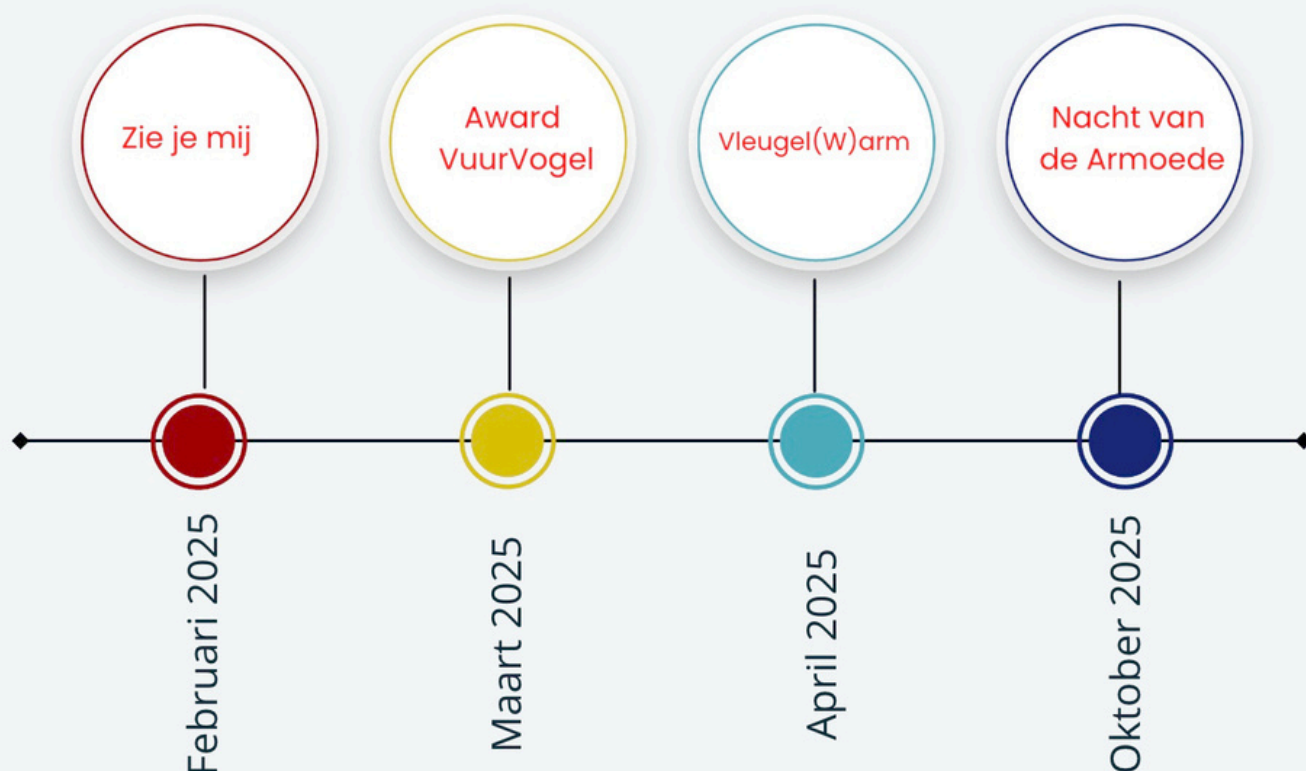 Zie je mij
Award
VuurVogel
Vleugel(W)arm
Nacht van
de Armoede
Februari 2025
Maart 2025
April 2025
Oktober 2025